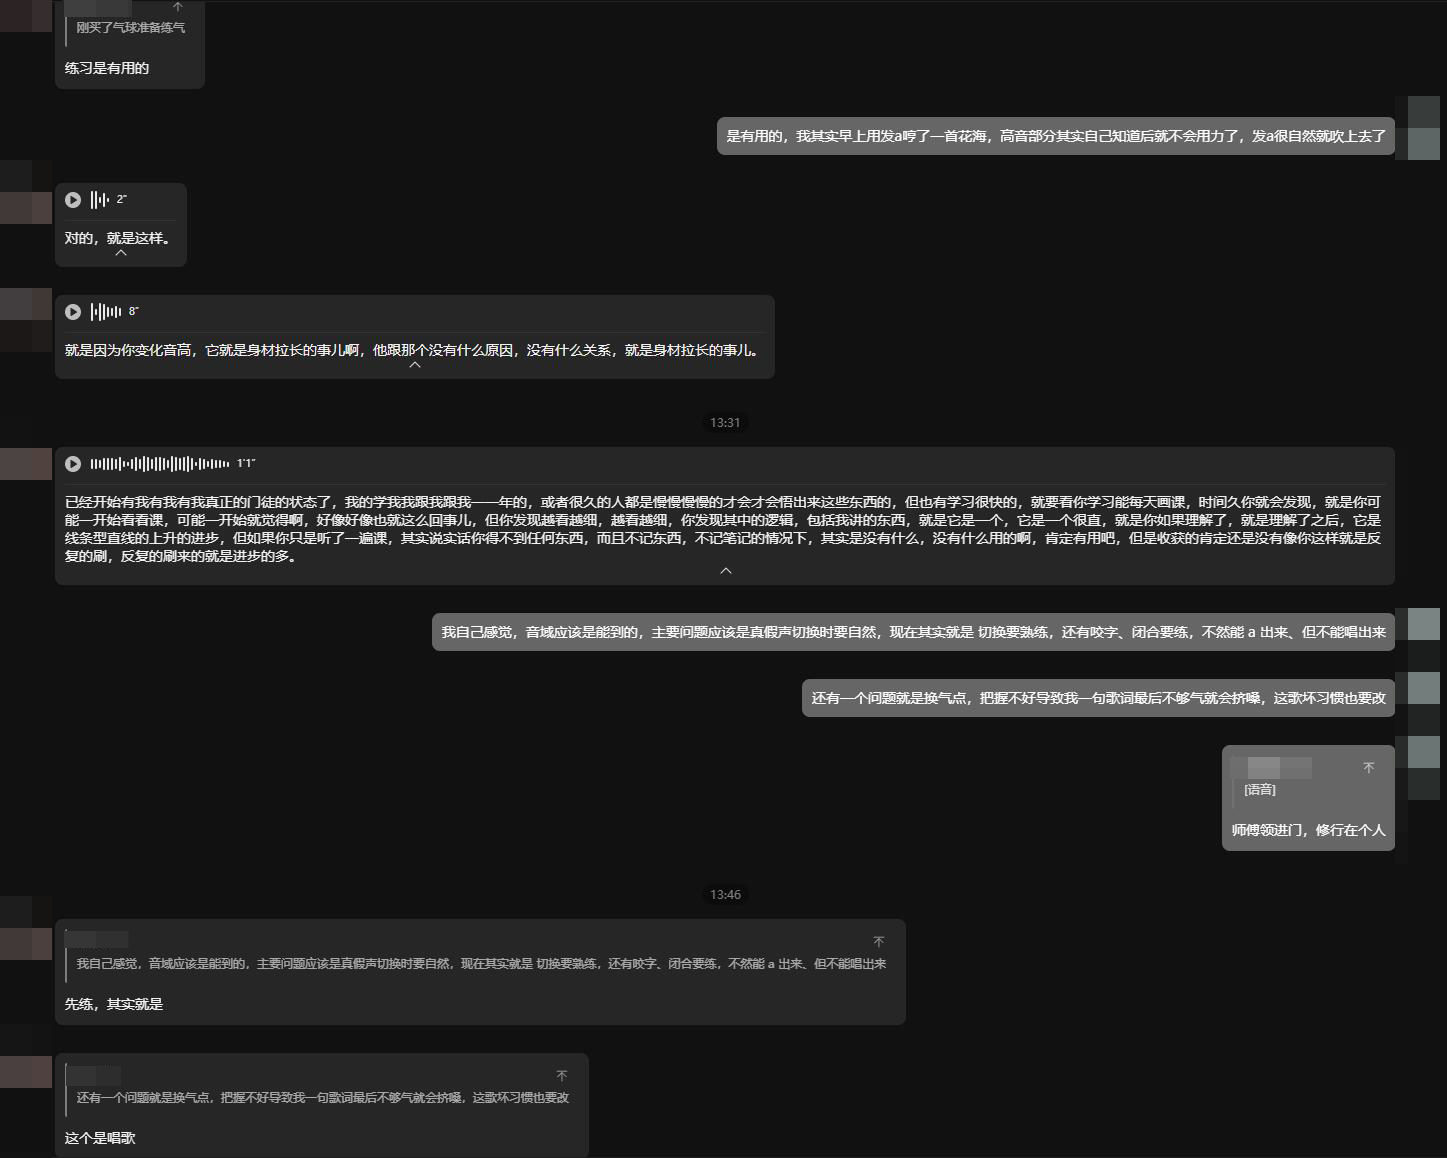 刚买了气球准备练气
练习是有用的
是有用的，我其实早上用发a哼了一首花海，高音部分其实自己知道后就不会用力了，发a很自然就吹上去了
2"
对的，就是这样。
8"
就是因为你变化音高，它就是身材拉长的事儿啊，他跟那个没有什么原因，没有什么关系，就是身材拉长的事儿。
13:31
1'1"
已经开始有我有我有我真正的门徒的状态了，我的学我我跟我跟我——年的，或者很久的人都是慢慢慢慢的才会才会悟出来这些东西的，但也有学习很快的，就要看你学习能每天画课，时间久你就会发现，就是你可
能一开始看看课，可能一开始就觉得啊，好像好像也就这么回事儿，但你发现越看越细，越看越细，你发现其中的逻辑，包括我讲的东西，就是它是一个，它是一个很直，就是你如果理解了，就是理解了之后，它是
线条型直线的上升的进步，但如果你只是听了一遍课，其实说实话你得不到任何东西，而且不记东西，不记笔记的情况下，其实是没有什么，没有什么用的啊，肯定有用吧，但是收获的肯定还是没有像你这样就是反
复的刷，反复的刷来的就是进步的多。
我自己感觉，音域应该是能到的，主要问题应该是真假声切换时要自然，现在其实就是 切换要熟练，还有咬字、闭合要练，不然能 a 出来、但不能唱出来
还有一个问题就是换气点，把握不好导致我一句歌词最后不够气就会挤嗓，这歌坏习惯也要改
[语音]
师傅领进门，修行在个人
13:46
我自己感觉，音域应该是能到的，主要问题应该是真假声切换时要自然，现在其实就是 切换要熟练，还有咬字、闭合要练，不然能 a 出来、但不能唱出来
先练，其实就是
还有一个问题就是换气点，把握不好导致我一句歌词最后不够气就会挤嗓，这歌坏习惯也要改
这个是唱歌